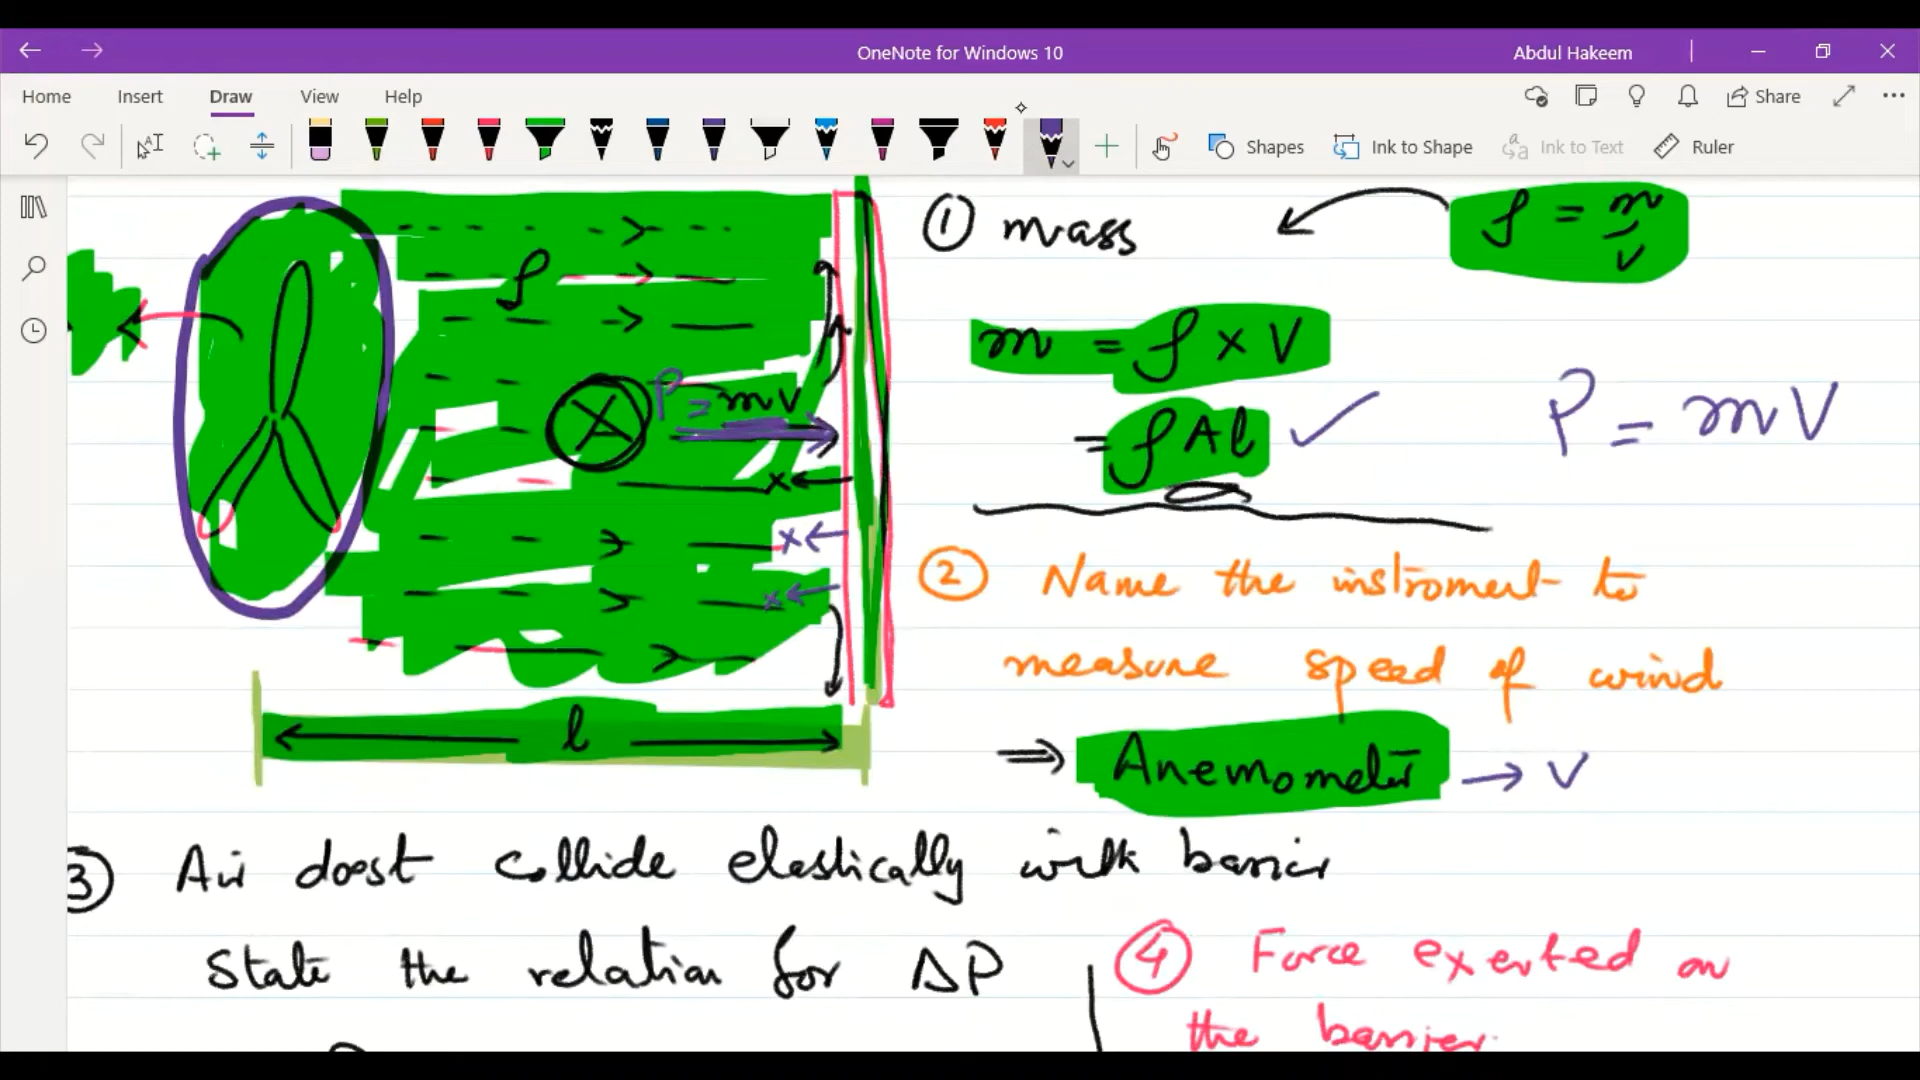 OneNote for Windows 10
Abdul Hakeem
Home Insert Draw View Help
Share
Shapes Ink to Shape Ink to Text Ruler
① mass
ρ = m/v
ρ
m = ρ × V
P = mv
= ρAl ✓
P = mV
② Name the instroment to
measure speed of wind
l
⇒ Anemometer → v
3) Air doest collide elastically with barrier
State the relation for ΔP
④ Force exerted on
the barrier